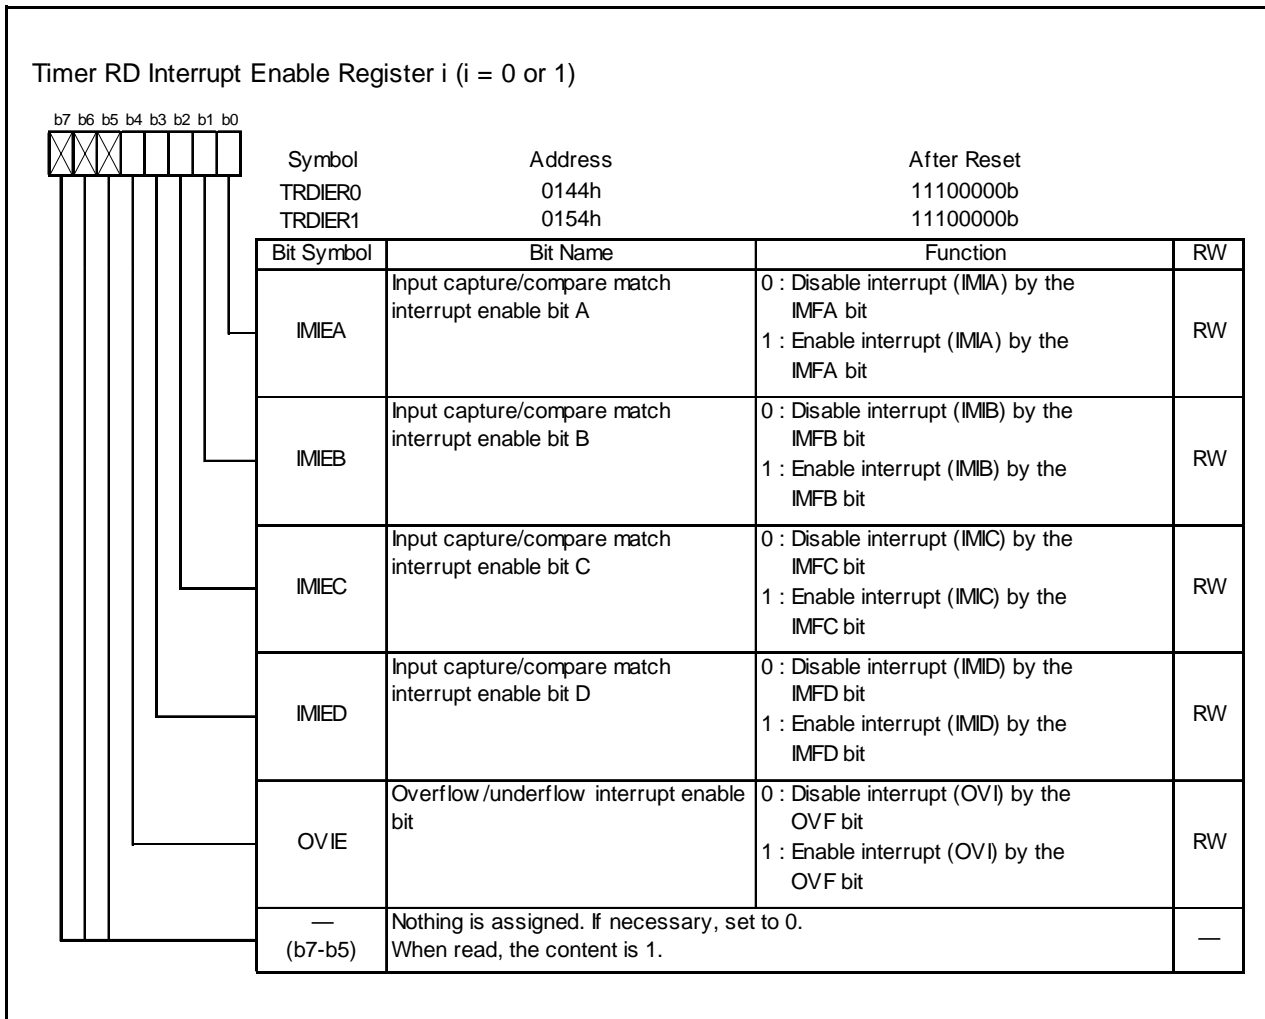 Timer RD Interrupt Enable Register i (i = 0 or 1)
b7 b6 b5 b4 b3 b2 b1 b0
Symbol Address After Reset
TRDIER0 0144h 11100000b
TRDIER1 0154h 11100000b
Bit Symbol Bit Name Function RW
IMIEA
Input capture/compare match
interrupt enable bit A
0 : Disable interrupt (IMIA) by the
IMFA bit
1 : Enable interrupt (IMIA) by the
IMFA bit
RW
IMIEB
Input capture/compare match
interrupt enable bit B
0 : Disable interrupt (IMIB) by the
IMFB bit
1 : Enable interrupt (IMIB) by the
IMFB bit
RW
IMIEC
Input capture/compare match
interrupt enable bit C
0 : Disable interrupt (IMIC) by the
IMFC bit
1 : Enable interrupt (IMIC) by the
IMFC bit
RW
IMIED
Input capture/compare match
interrupt enable bit D
0 : Disable interrupt (IMID) by the
IMFD bit
1 : Enable interrupt (IMID) by the
IMFD bit
RW
OVIE
Overflow/underflow interrupt enable
bit
0 : Disable interrupt (OVI) by the
OVF bit
1 : Enable interrupt (OVI) by the
OVF bit
RW
—
(b7-b5)
Nothing is assigned. If necessary, set to 0.
When read, the content is 1.
—